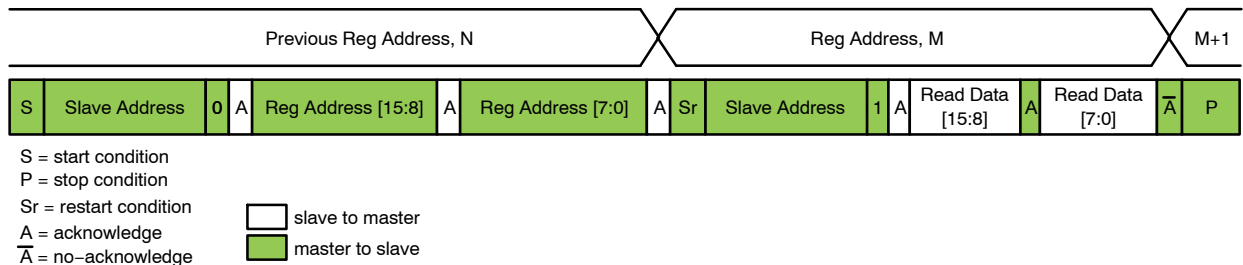 Previous Reg Address, N Reg Address, M M+1
S Slave Address 0 A Reg Address [15:8] A Reg Address [7:0] A Sr Slave Address 1 A Read Data [15:8] A Read Data [7:0] A̅ P
S = start condition
P = stop condition
Sr = restart condition
A = acknowledge
A̅ = no−acknowledge
slave to master
master to slave